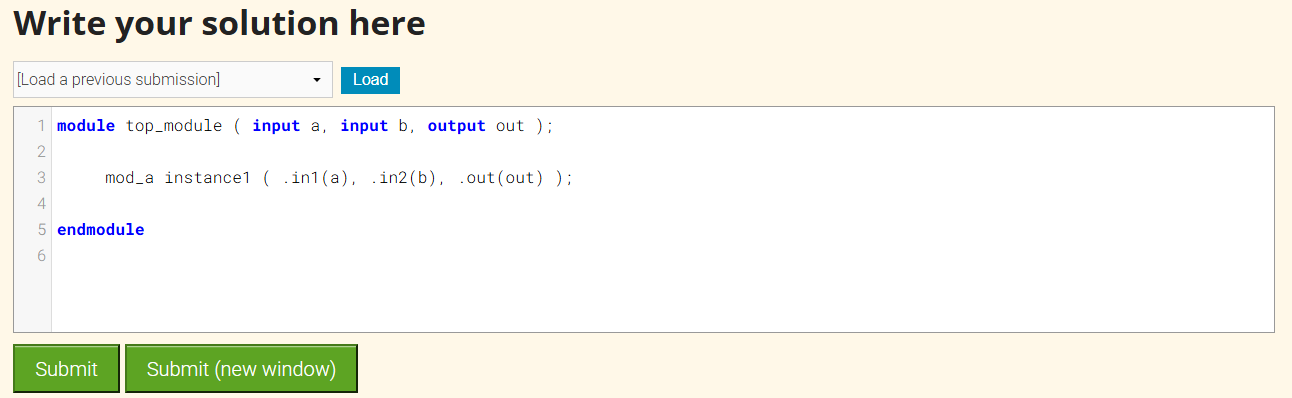 Write your solution here
[Load a previous submission] Load
1 module top_module ( input a, input b, output out );
2
3 mod_a instance1 ( .in1(a), .in2(b), .out(out) );
4
5 endmodule
6
Submit Submit (new window)